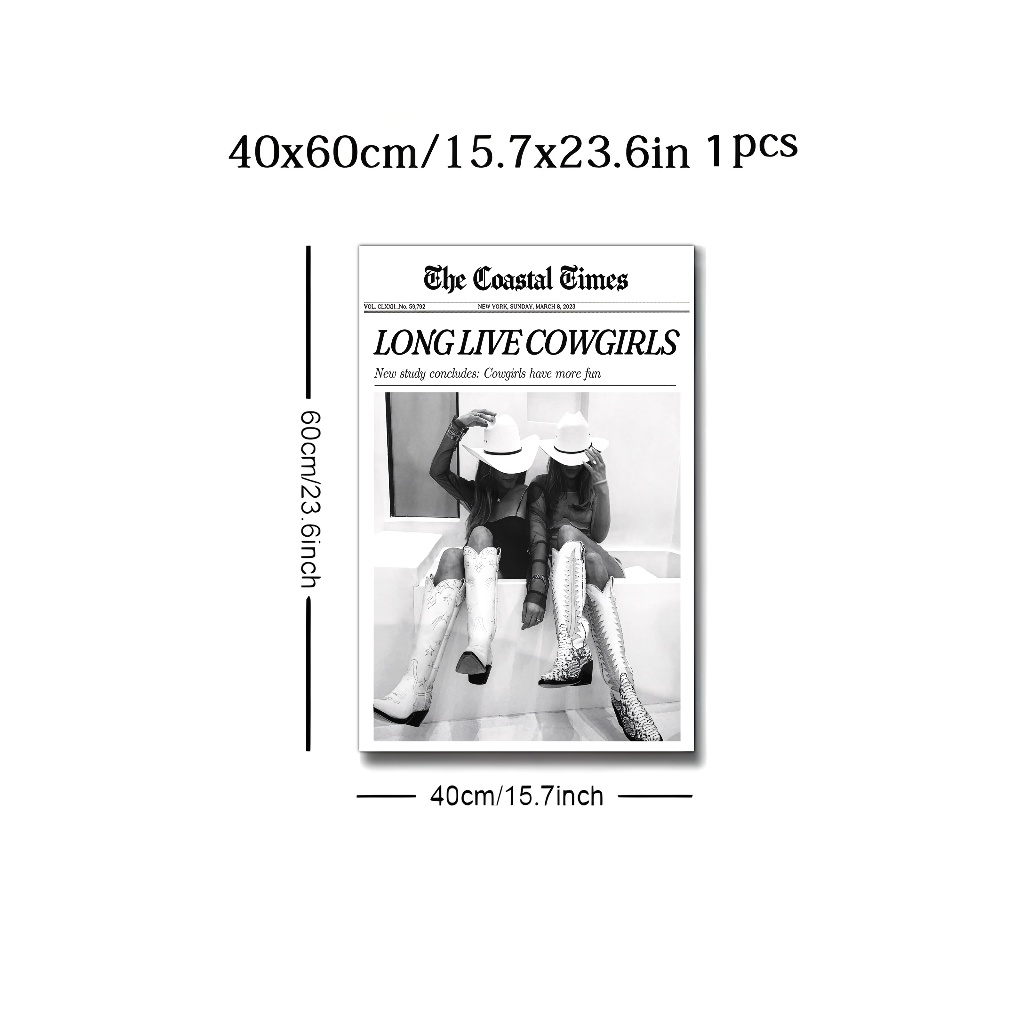 40x60cm/15.7x23.6in 1pcs
The Coastal Times
VOL. CLXXII...No. 59,792 NEW YORK, SUNDAY, MARCH 8, 2023
LONG LIVE COWGIRLS
New study concludes: Cowgirls have more fun
60cm/23.6inch
40cm/15.7inch